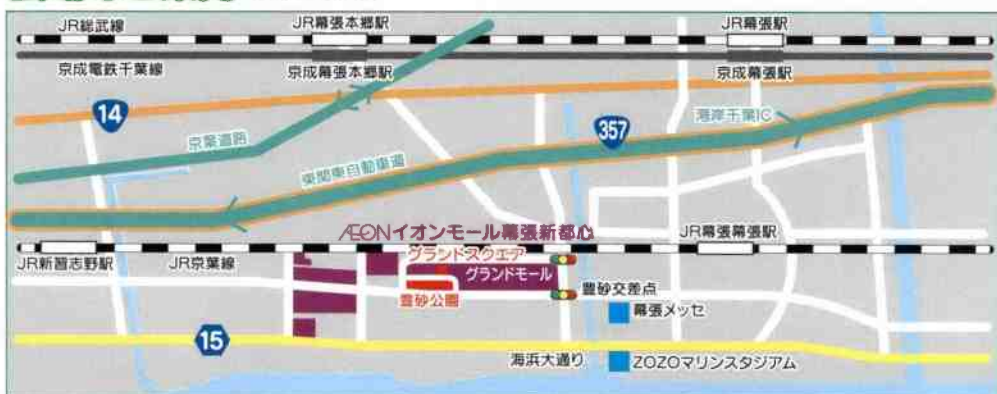 JR総武線
JR幕張本郷駅
JR幕張駅
京成電鉄千葉線
京成幕張本郷駅
京成幕張駅
14
京葉道路
357
湾岸千葉IC
東関東自動車道
AEONイオンモール幕張新都心
JR幕張幕張駅
JR新習志野駅
JR京葉線
グランドスクエア
グランドモール
豊砂公園
豊砂交差点
幕張メッセ
15
海浜大通り
ZOZOマリンスタジアム